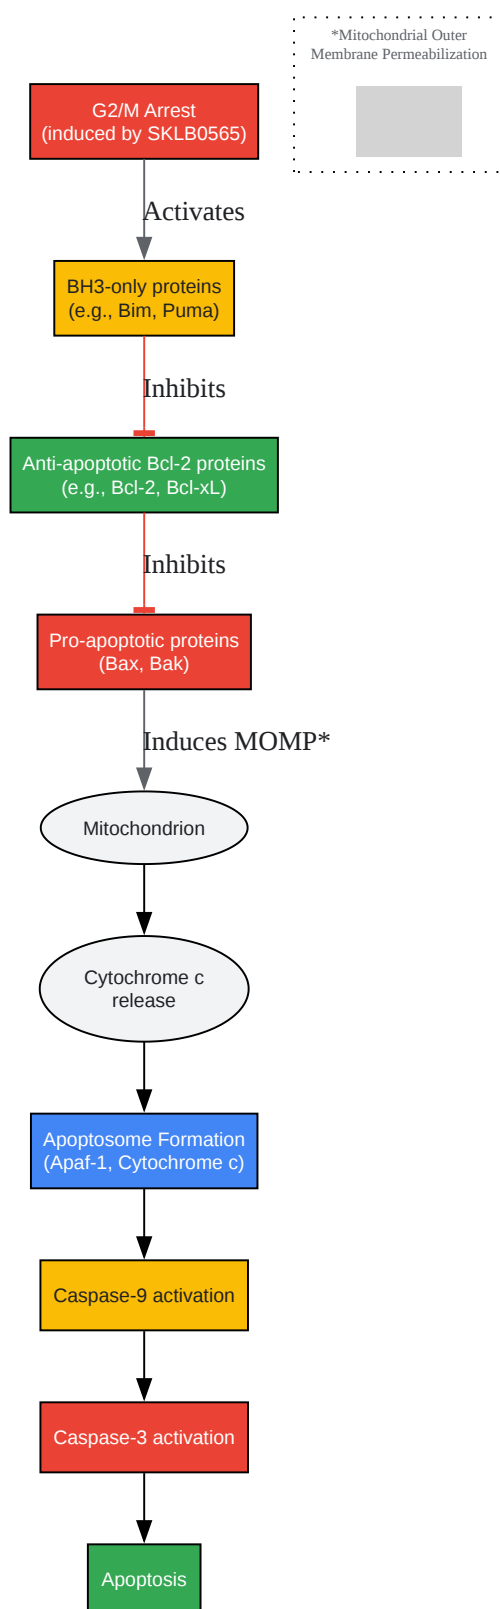 *Mitochondrial Outer
Membrane Permeabilization
G2/M Arrest
(induced by SKLB0565)
Activates
BH3-only proteins
(e.g., Bim, Puma)
Inhibits
Anti-apoptotic Bcl-2 proteins
(e.g., Bcl-2, Bcl-xL)
Inhibits
Pro-apoptotic proteins
(Bax, Bak)
Induces MOMP*
Mitochondrion
Cytochrome c
release
Apoptosome Formation
(Apaf-1, Cytochrome c)
Caspase-9 activation
Caspase-3 activation
Apoptosis